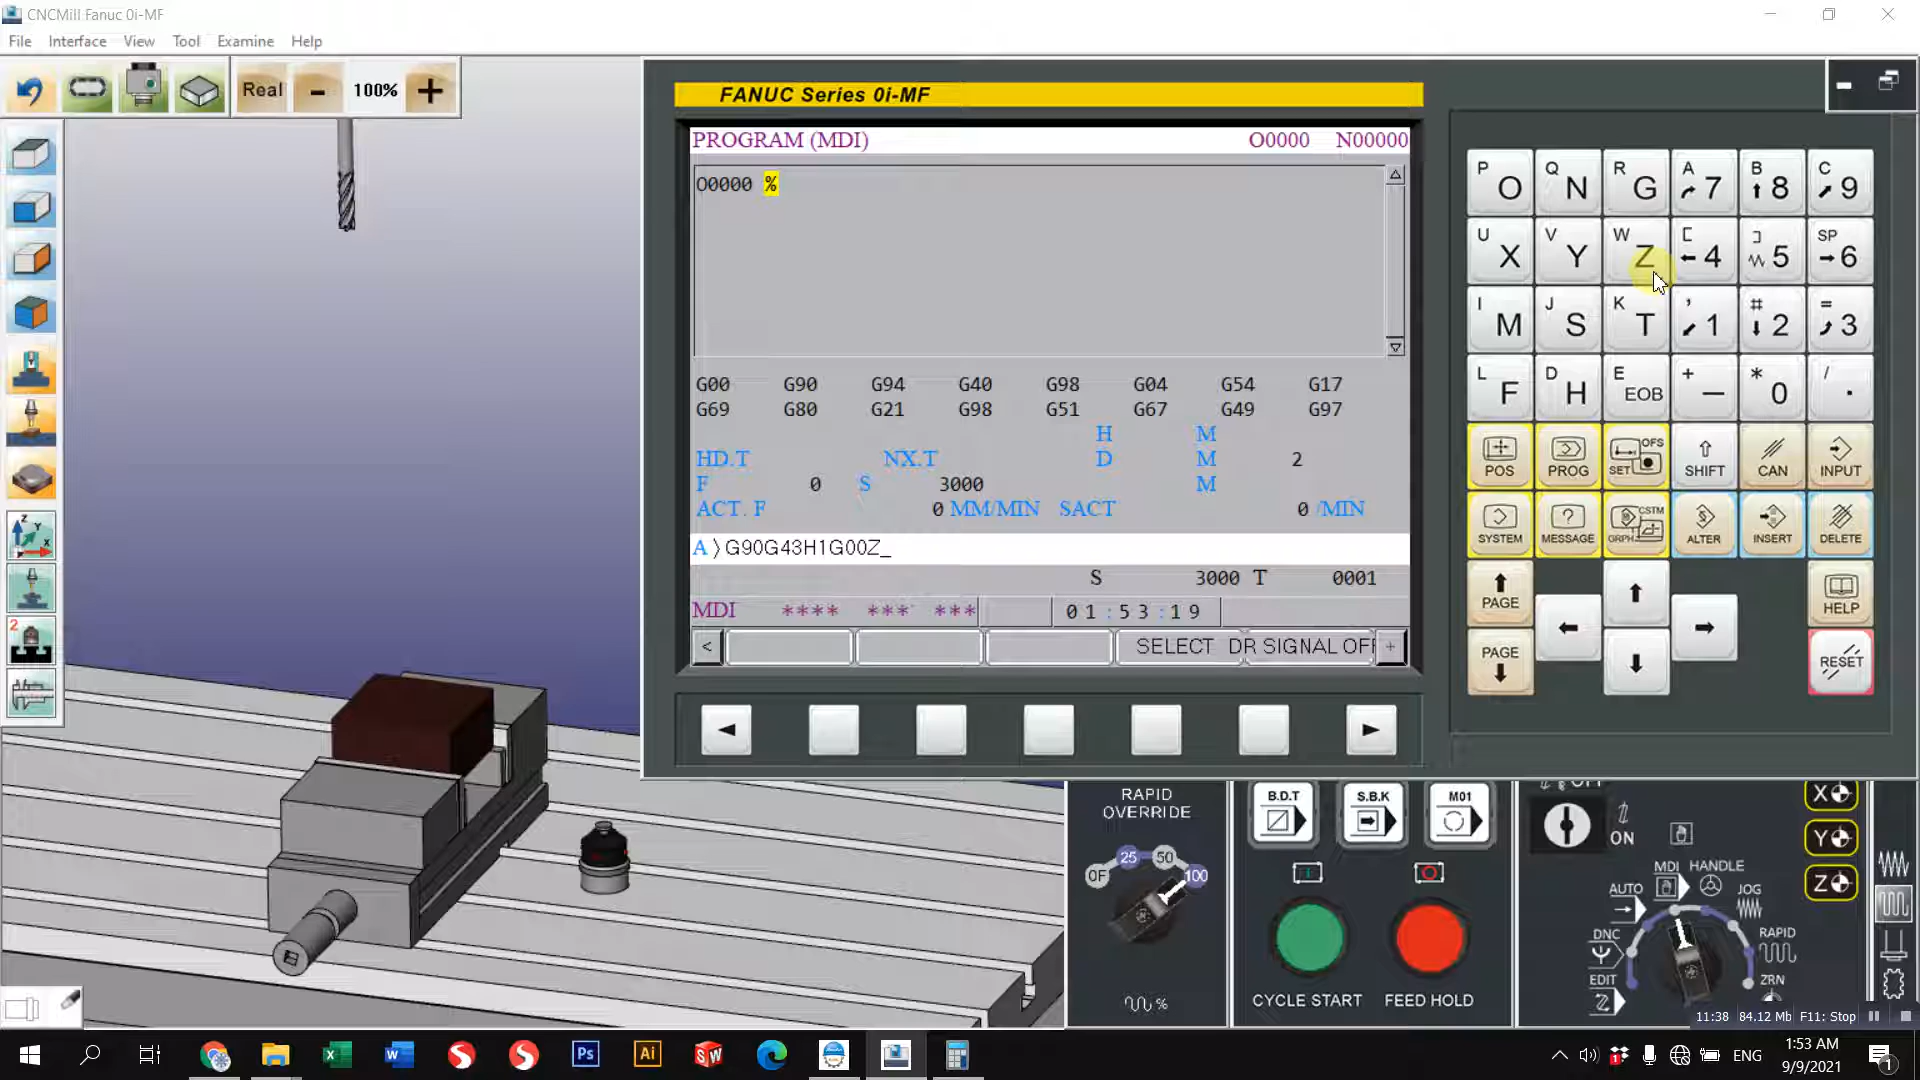 CNCMill Fanuc 0i-MF
File Interface View Tool Examine Help
Real - 100% +
FANUC Series 0i-MF
PROGRAM (MDI) O0000 N00000
O0000 %
G00 G90 G94 G40 G98 G04 G54 G17
G69 G80 G21 G98 G51 G67 G49 G97
H M
HD.T NX.T D M 2
F 0 S 3000 M
ACT. F 0 MM/MIN SACT 0 /MIN
A ) G90G43H1G00Z_
S 3000 T 0001
MDI **** *** *** 01:53:19
< SELECT DR SIGNAL OFF +
P O Q N R G A 7 B 8 C 9
U X V Y W Z [ 4 ] 5 SP 6
I M J S K T , 1 # 2 = 3
L F D H E EOB + - * 0 / .
POS PROG OFS SET SHIFT CAN INPUT
SYSTEM MESSAGE CSTM GRPH ALTER INSERT DELETE
PAGE HELP
PAGE RESET
RAPID OVERRIDE
OF 25 50 100
%
B.D.T S.B.K M01
CYCLE START FEED HOLD
ON
X Y Z
EDIT DNC AUTO MDI HANDLE JOG RAPID ZRN
2
11:38 84.12 Mb F11: Stop
Ps Ai SW
ENG
1:53 AM
9/9/2021
1